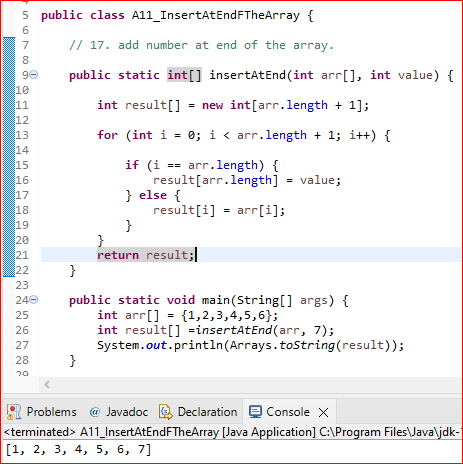 4
5 public class A11_InsertAtEndFTheArray {
6
7 // 17. add number at end of the array.
8
9 public static int[] insertAtEnd(int arr[], int value) {
10
11 int result[] = new int[arr.length + 1];
12
13 for (int i = 0; i < arr.length + 1; i++) {
14
15 if (i == arr.length) {
16 result[arr.length] = value;
17 } else {
18 result[i] = arr[i];
19 }
20 }
21 return result;
22 }
23
24 public static void main(String[] args) {
25 int arr[] = {1,2,3,4,5,6};
26 int result[] =insertAtEnd(arr, 7);
27 System.out.println(Arrays.toString(result));
28 }
29
Problems @ Javadoc Declaration Console
<terminated> A11_InsertAtEndFTheArray [Java Application] C:\Program Files\Java\jdk-
[1, 2, 3, 4, 5, 6, 7]